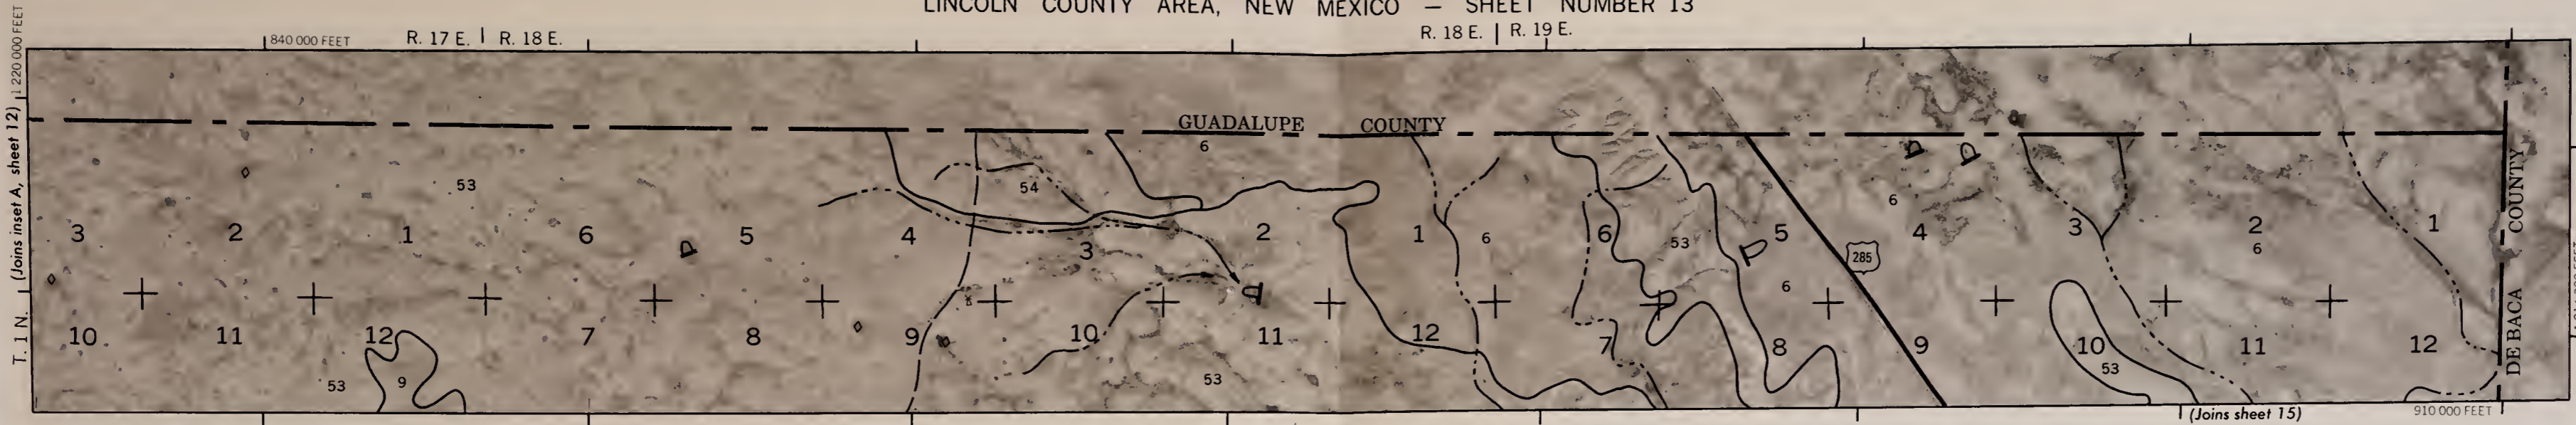 LINCOLN COUNTY AREA, NEW MEXICO — SHEET NUMBER 13
840 000 FEET R. 17 E. | R. 18 E. R. 18 E. | R. 19 E.
1 220 000 FEET
(Joins inset A, sheet 12)
T. 1 N.
GUADALUPE COUNTY
6
53 54
6
3 2 1 6 5 4 3 2 1 6 6 53 5 4 3 2 1
285
6
6
10 11 12 7 8 9 10 11 12 7 8 9 10 11 12
53 9 53 53
DE BACA COUNTY
(Joins sheet 15)
910 000 FEET